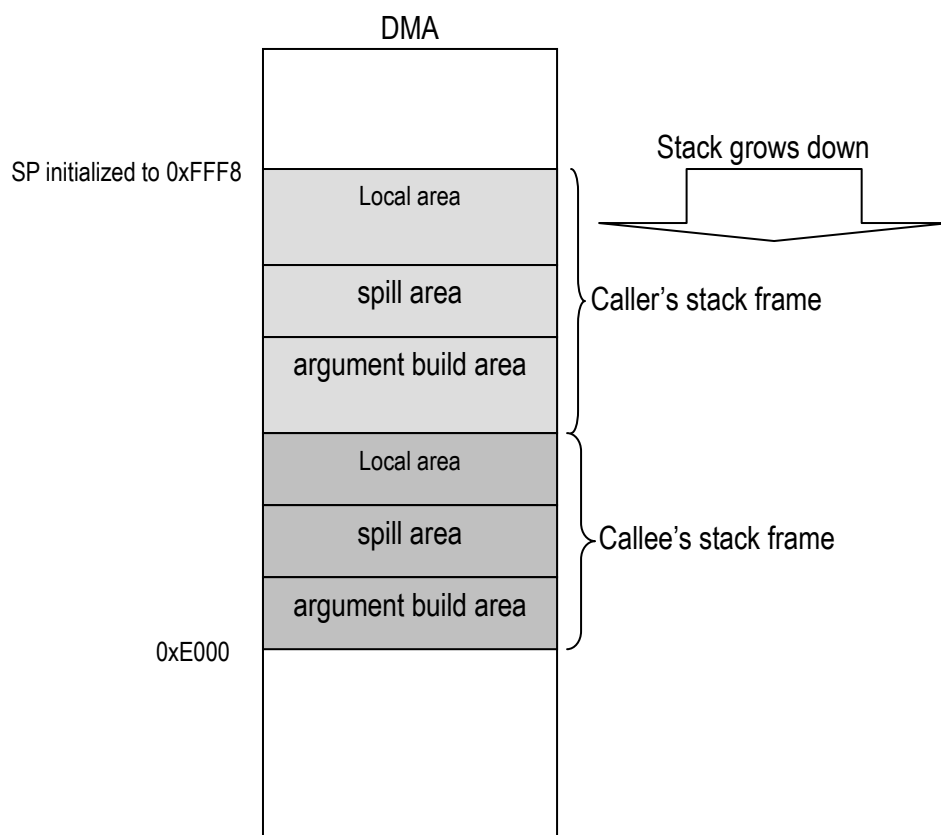 DMA
SP initialized to 0xFFF8
Stack grows down
Local area
spill area
Caller’s stack frame
argument build area
Local area
spill area
Callee’s stack frame
argument build area
0xE000